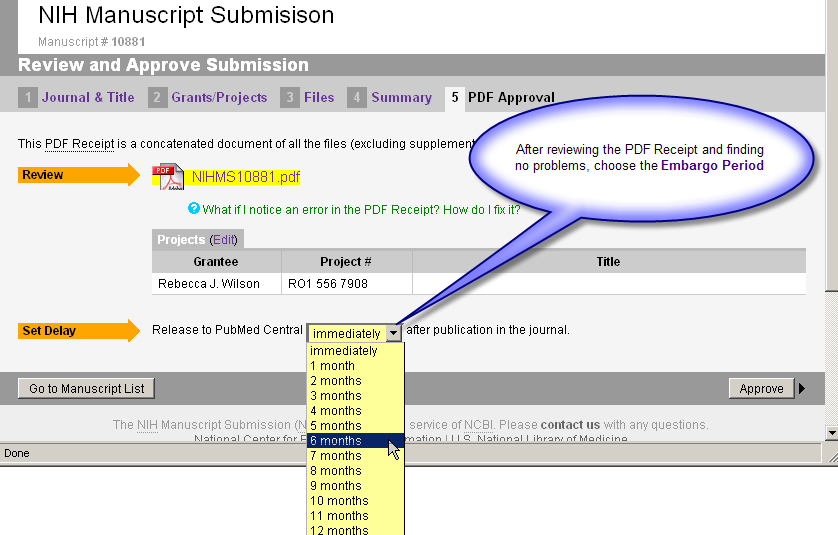 NIH Manuscript Submisison
Manuscript # 10881
Review and Approve Submission
1 Journal & Title 2 Grants/Projects 3 Files 4 Summary 5 PDF Approval
This PDF Receipt is a concatenated document of all the files (excluding supplement
After reviewing the PDF Receipt and finding
no problems, choose the Embargo Period
Review
PDF
Adobe
NIHMS10881.pdf
? What if I notice an error in the PDF Receipt? How do I fix it?
Projects (Edit)
Grantee Project # Title
Rebecca J. Wilson RO1 556 7908
Set Delay
Release to PubMed Central immediately after publication in the journal.
immediately
1 month
2 months
3 months
4 months
5 months
6 months
7 months
8 months
9 months
10 months
11 months
12 months
Go to Manuscript List
Approve
The NIH Manuscript Submission (N service of NCBI. Please contact us with any questions.
National Center for mation | U.S. National Library of Medicine
Done